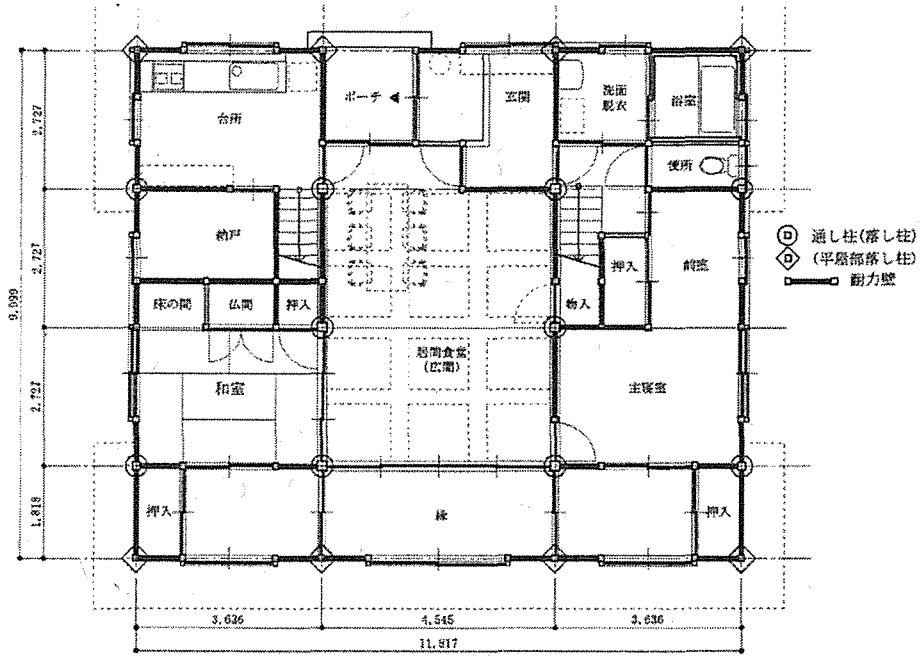 台所
ポーチ
玄関
洗面
脱衣
浴室
便所
納戸
押入
前室
床の間
仏間
押入
物入
居間食堂
(広間)
和室
主寝室
押入
縁
押入
通し柱(落し柱)
(平屋部落し柱)
耐力壁
2,727
2,727
2,727
1,818
9,999
3,636
4,545
3,636
11,817